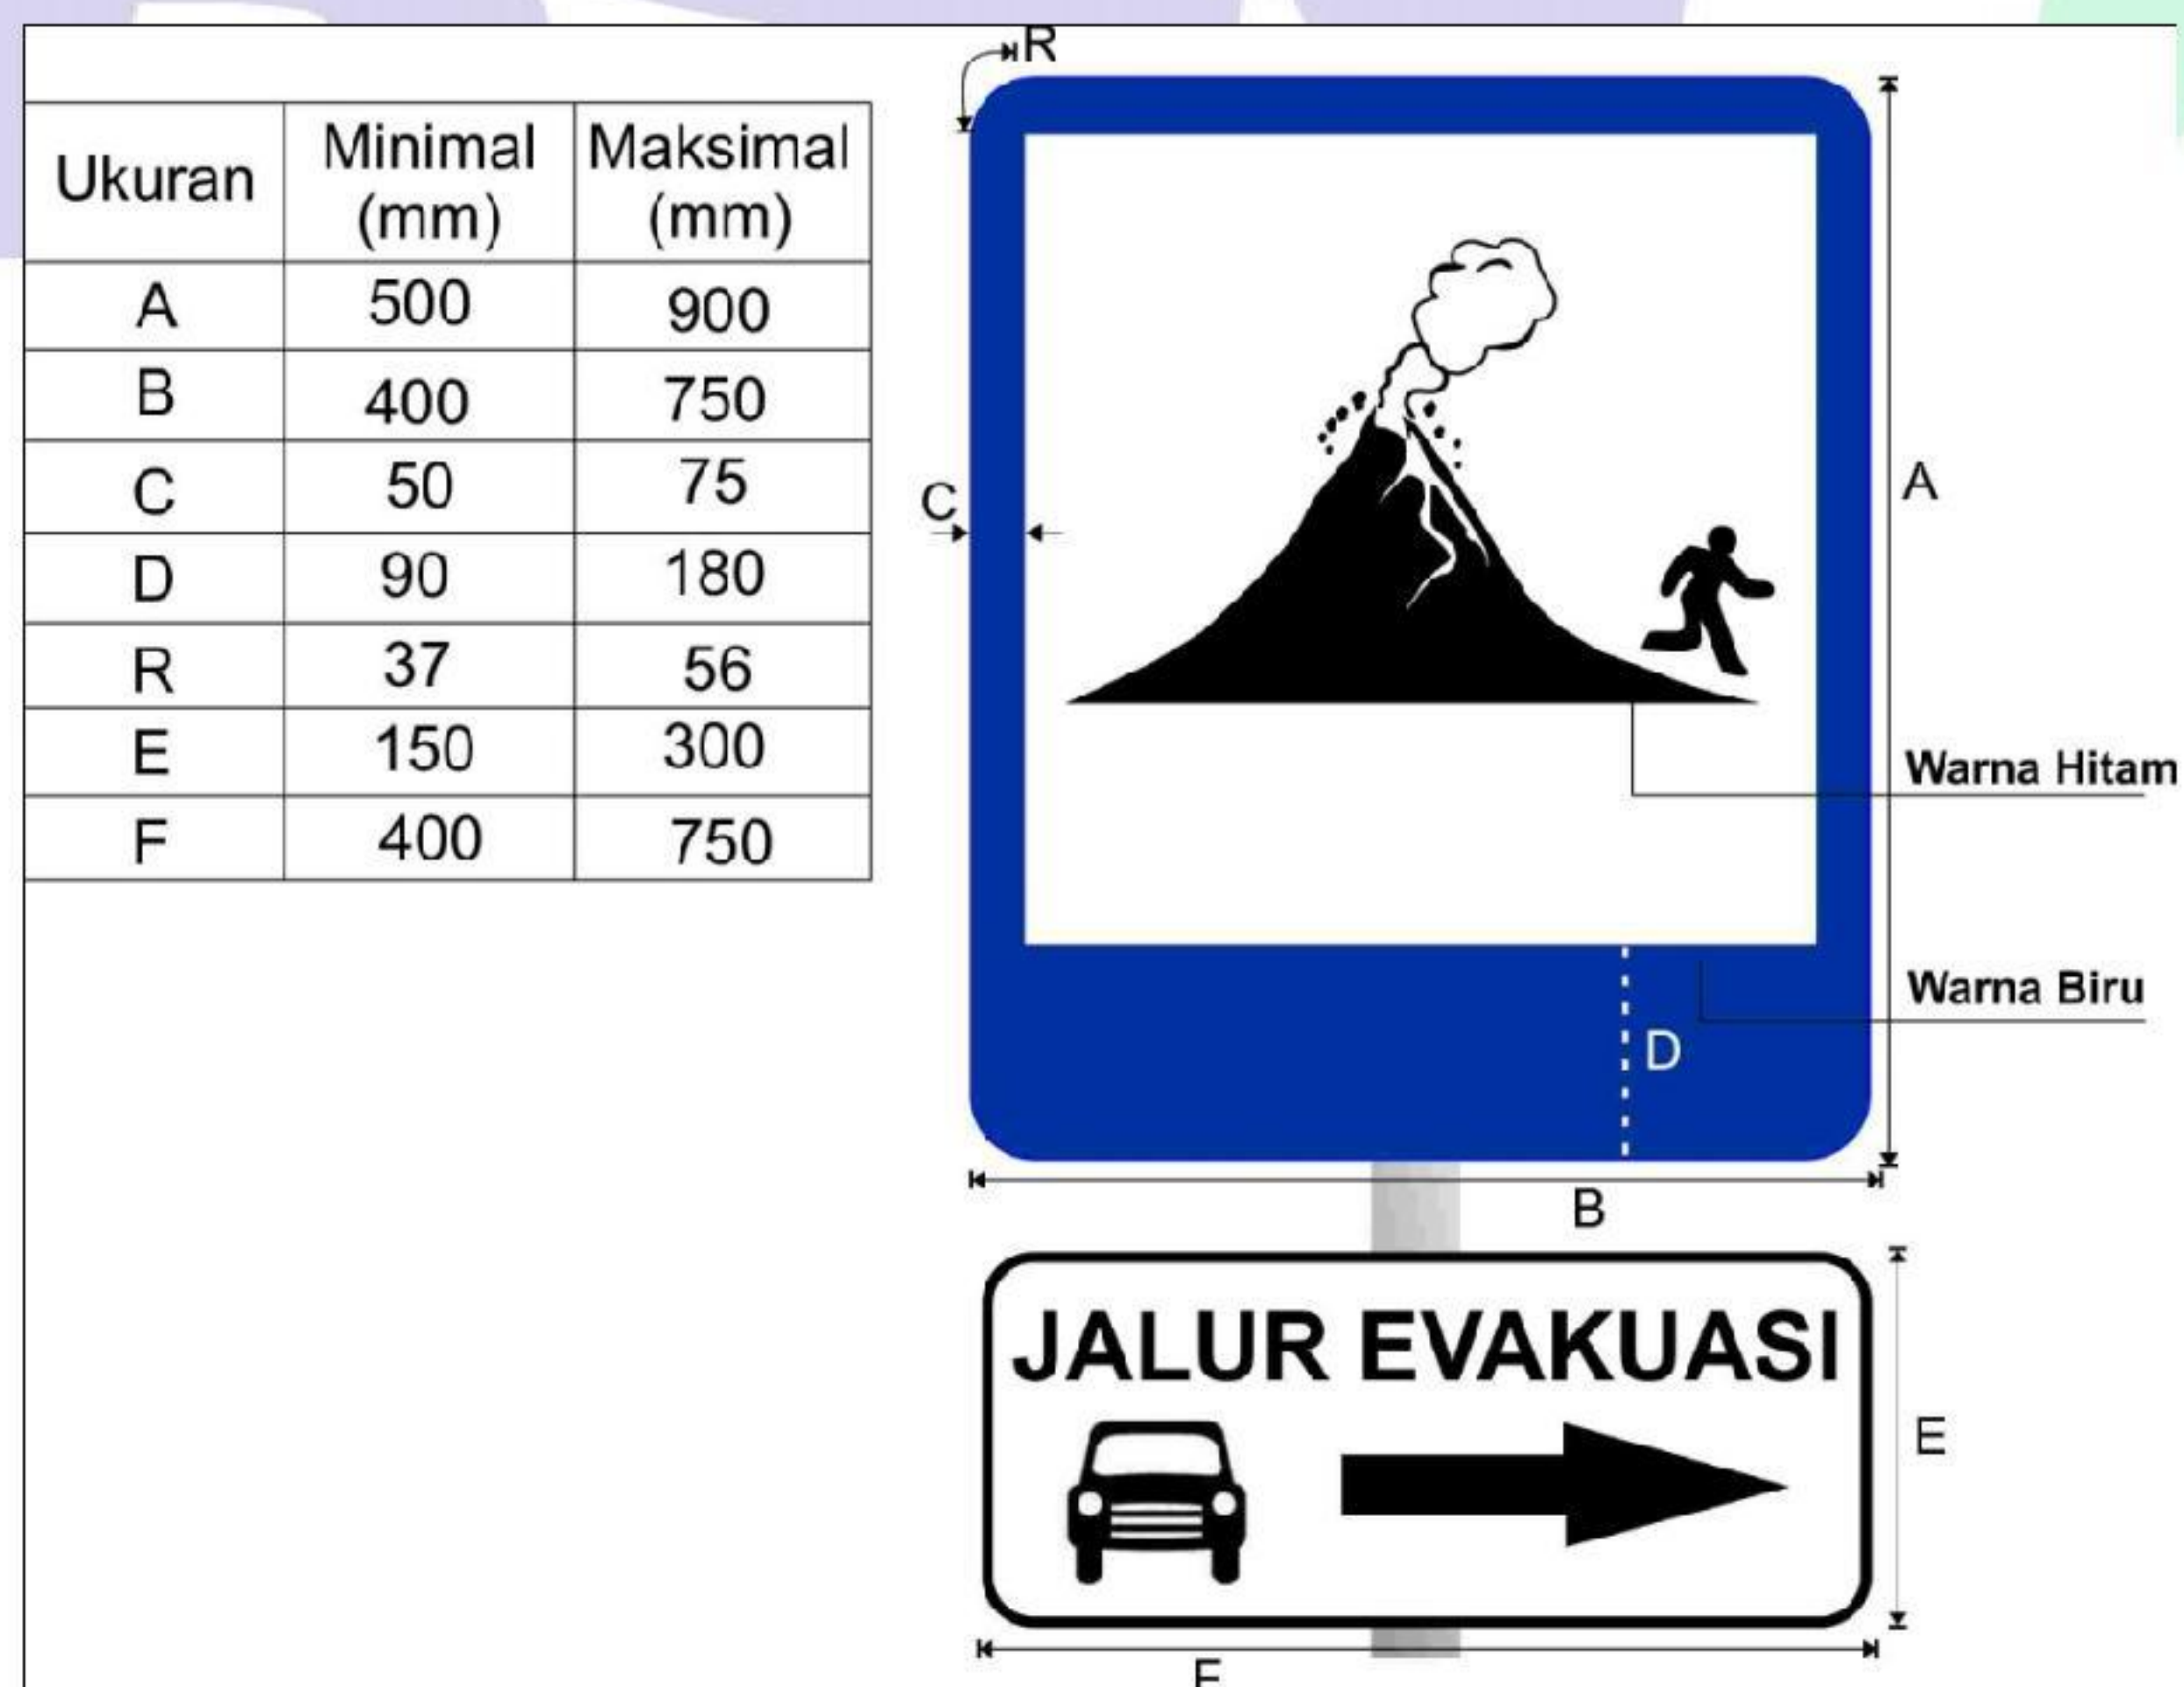 Ukuran Minimal (mm) Maksimal (mm)
A 500 900
B 400 750
C 50 75
D 90 180
R 37 56
E 150 300
F 400 750
R
C
A
Warna Hitam
Warna Biru
D
B
JALUR EVAKUASI
E
F